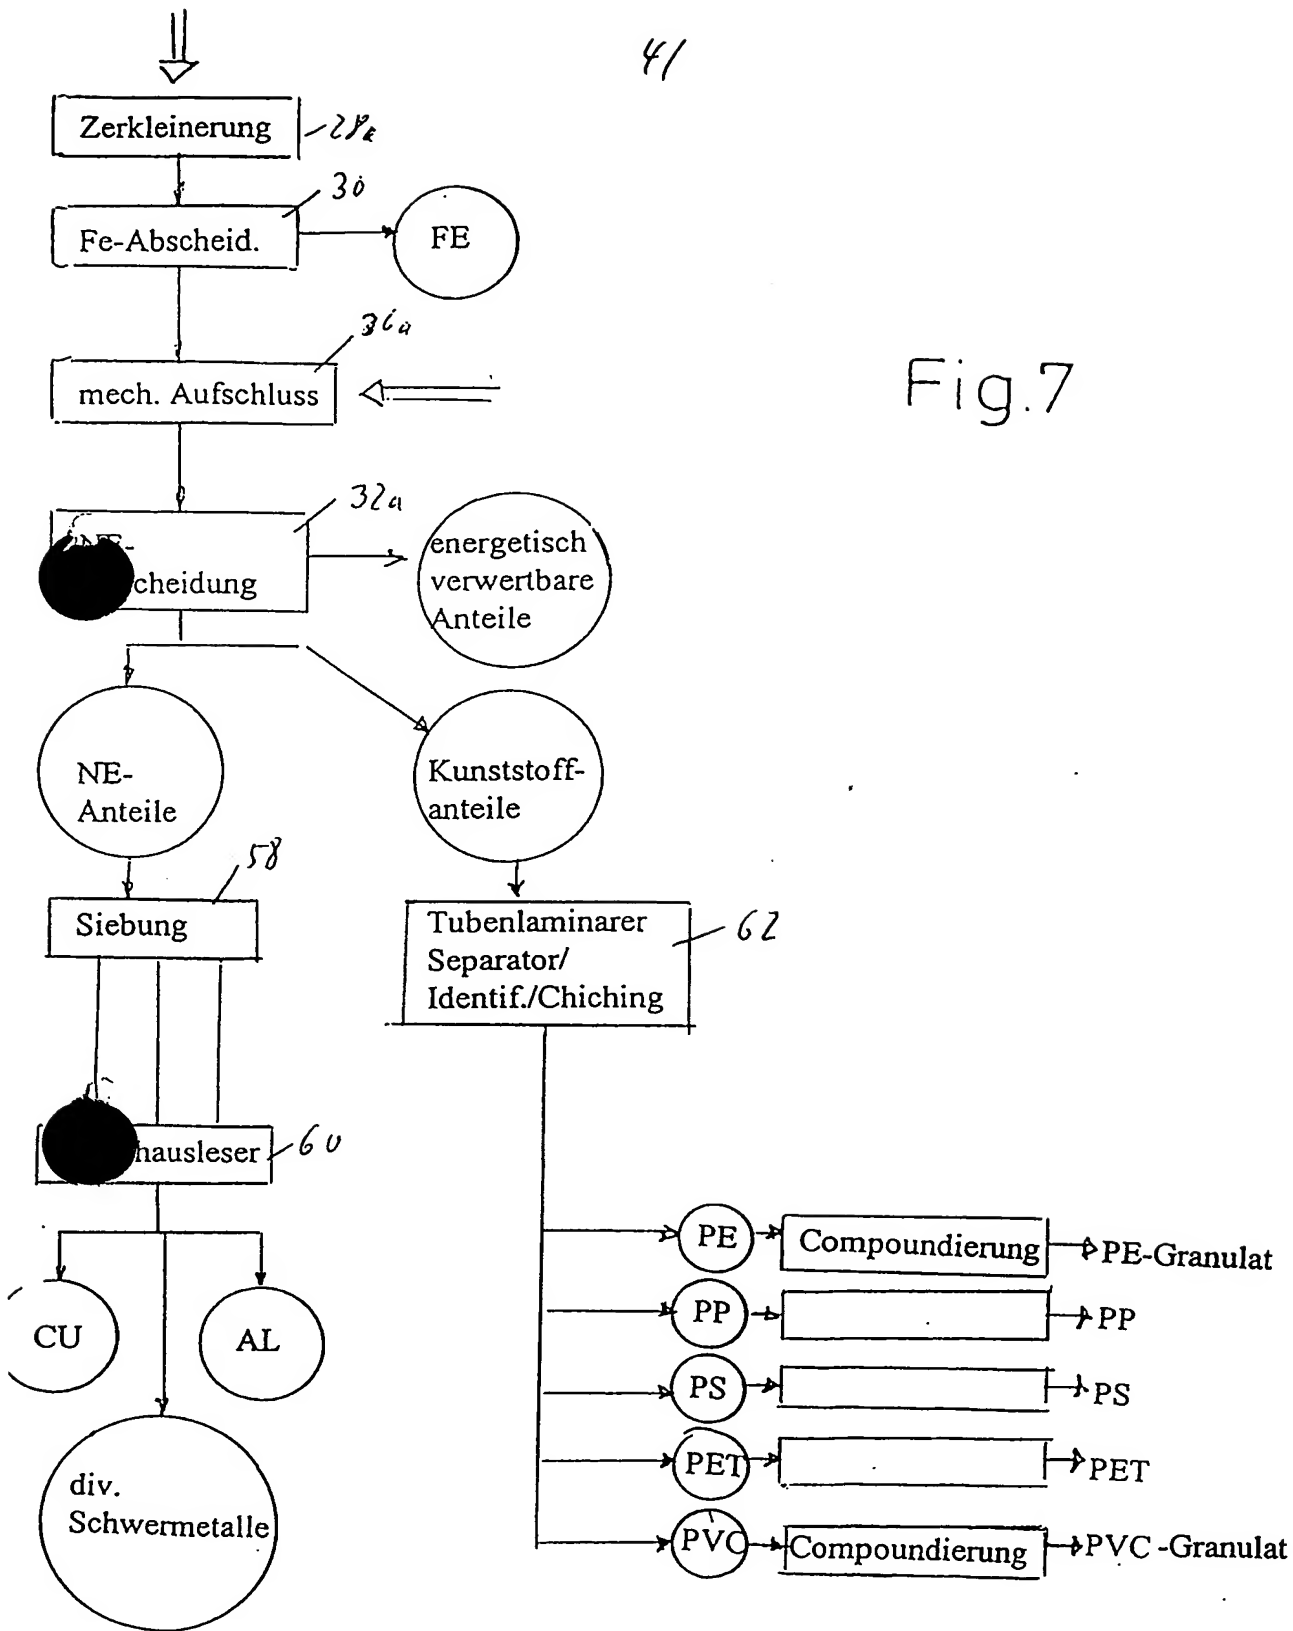 41
Zerkleinerung
30
Fe-Abscheid.
FE
36a
mech. Aufschluss
Fig.7
32a
NE-
cheidung
energetisch
verwertbare
Anteile
NE-
Anteile
Kunststoff-
anteile
58
Siebung
Tubenlaminarer
Separator/
Identif./Chiching
62
hausleser
60
PE
Compoundierung
PE-Granulat
PP
PP
CU
AL
PS
PS
PET
PET
div.
Schwermetalle
PVC
Compoundierung
PVC-Granulat